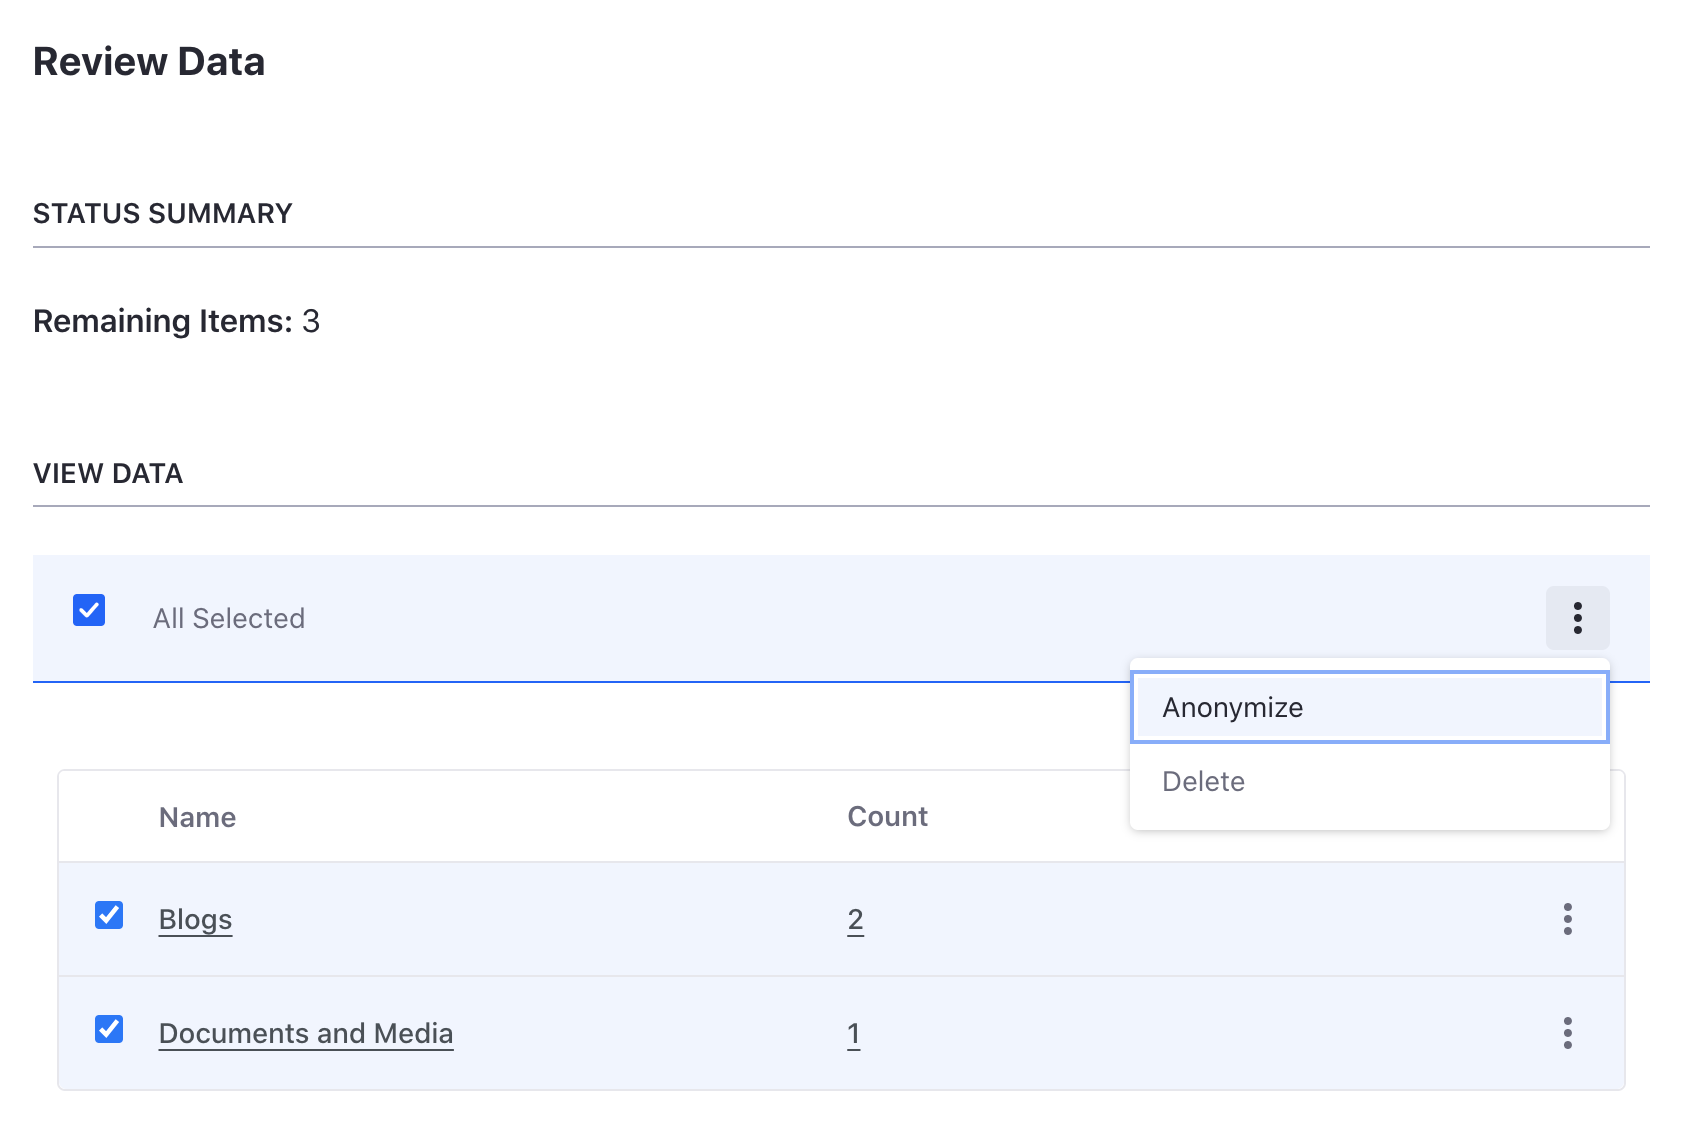 Review Data
STATUS SUMMARY
Remaining Items: 3
VIEW DATA
All Selected
Anonymize
Delete
Name Count
Blogs 2
Documents and Media 1